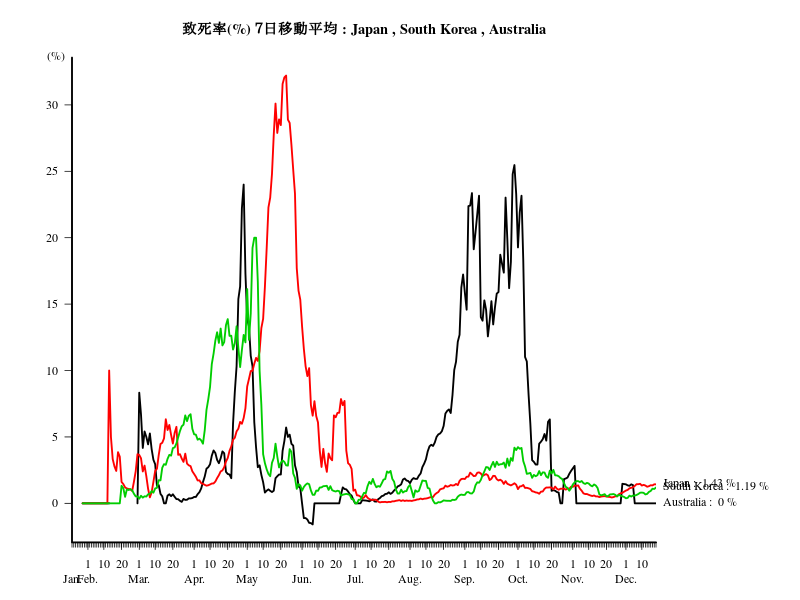 致死率(%) 7日移動平均 : Japan , South Korea , Australia
(%)
30
25
20
15
10
5
0
Japan : 1.43 %
South Korea : 1.19 %
Australia : 0 %
1 10 20 1 10 20 1 10 20 1 10 20 1 10 20 1 10 20 1 10 20 1 10 20 1 10 20 1 10 20 1 10
Jan. Feb. Mar. Apr. May Jun. Jul. Aug. Sep. Oct. Nov. Dec.